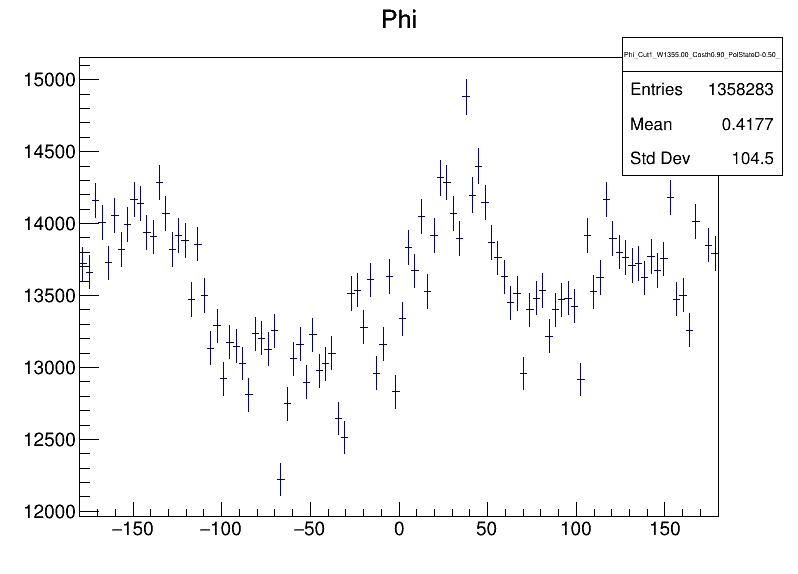 Phi
Phi_Cut1_W1355.00_Costh0.90_PolStateD-0.50_
Entries 1358283
Mean 0.4177
Std Dev 104.5
15000
14500
14000
13500
13000
12500
12000
−150 −100 −50 0 50 100 150